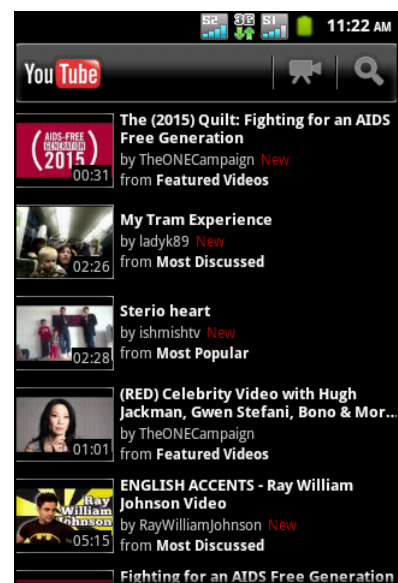 S2 3G S1 11:22 AM
YouTube
The (2015) Quilt: Fighting for an AIDS
Free Generation
AIDS-FREE
GENERATION
2015
00:31
by TheONECampaign New
from Featured Videos
My Tram Experience
by ladyk89 New
02:26
from Most Discussed
Sterio heart
by ishmishtv New
02:28
from Most Popular
(RED) Celebrity Video with Hugh
Jackman, Gwen Stefani, Bono & Mor...
by TheONECampaign
01:01
from Featured Videos
ENGLISH ACCENTS - Ray William
Johnson Video
Ray
William
Johnson
by RayWilliamJohnson New
05:15
from Most Discussed
Fighting for an AIDS Free Generation